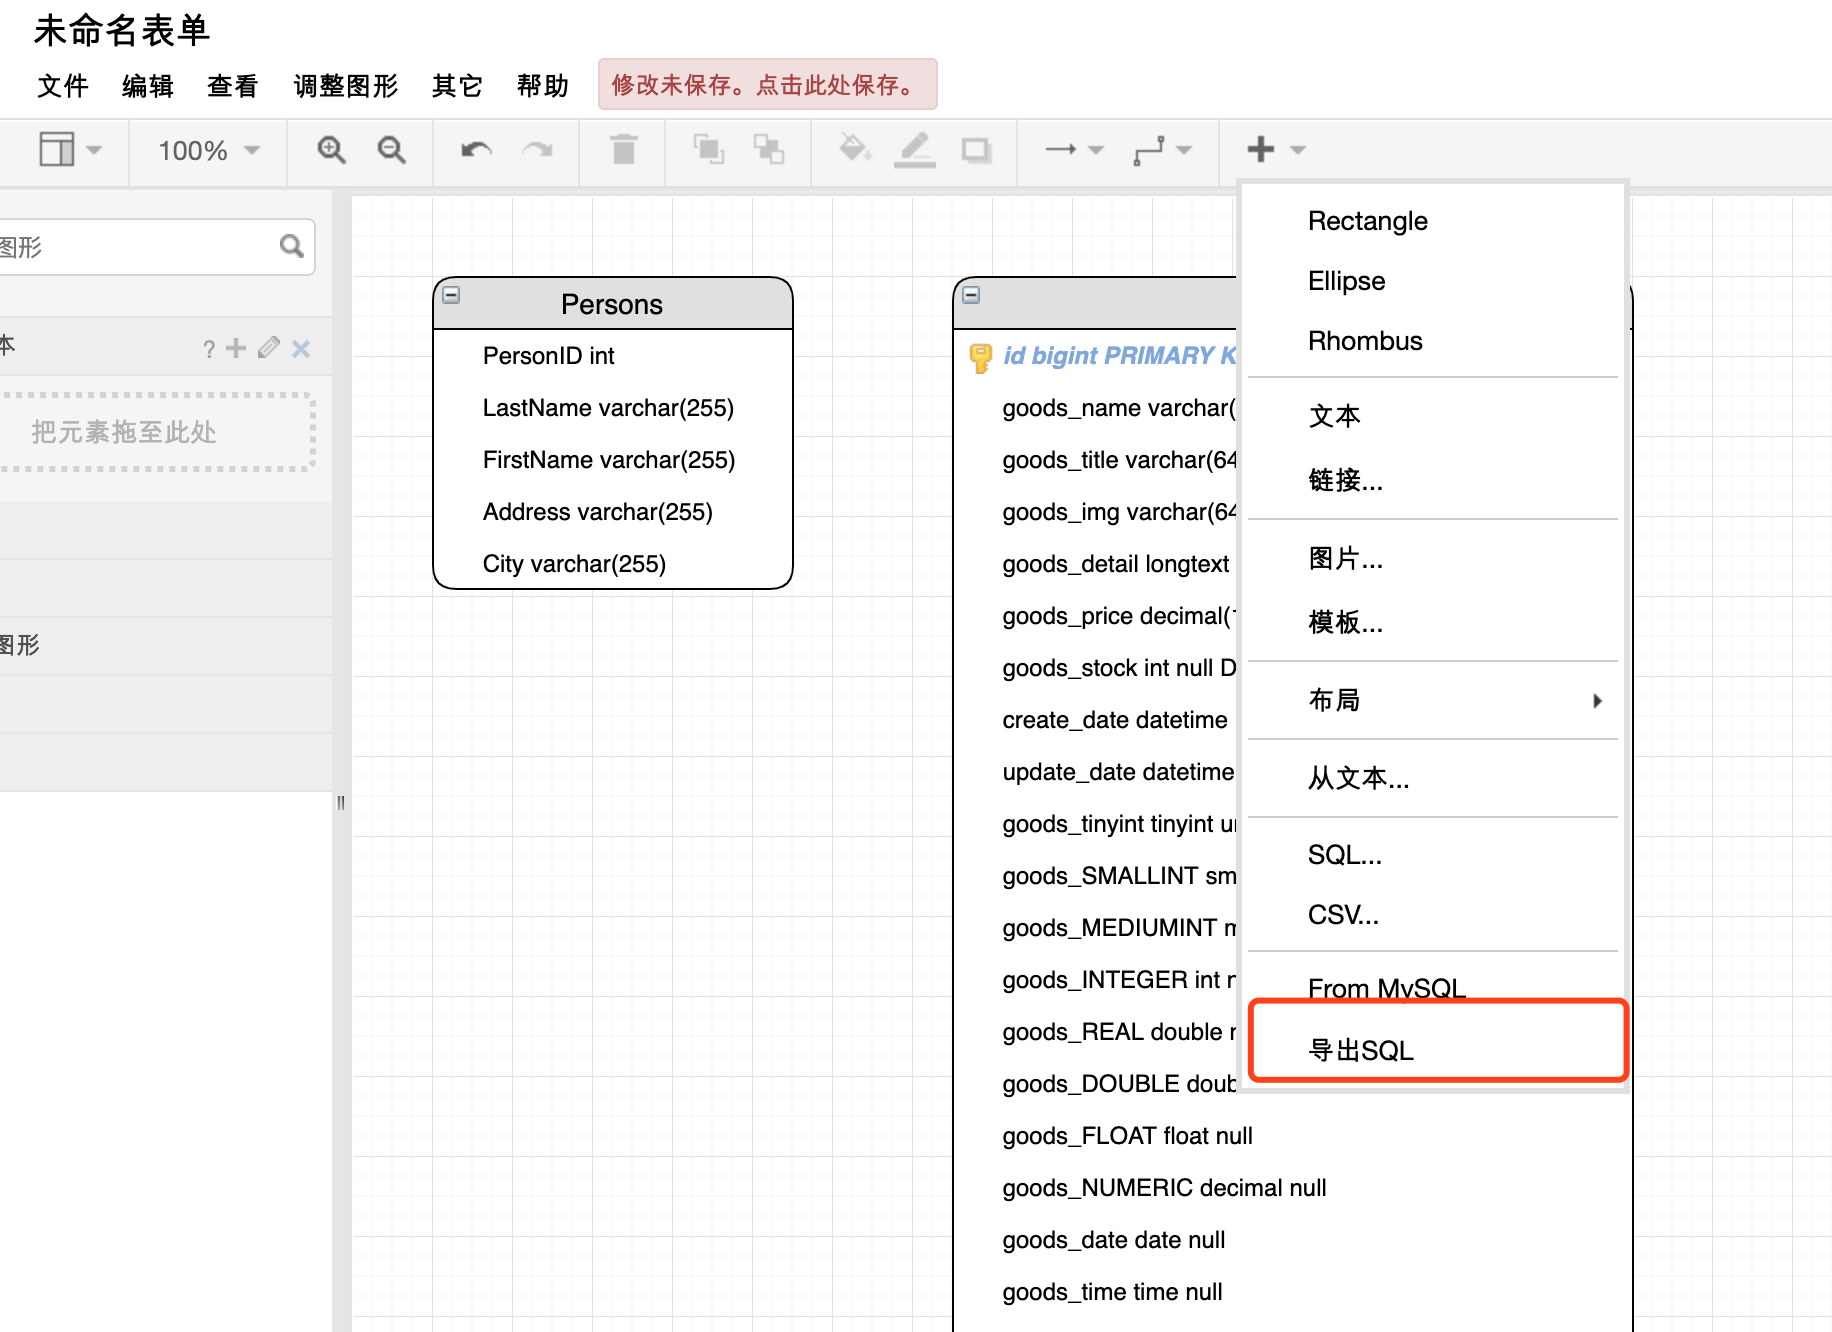 未命名表单
文件 编辑 查看 调整图形 其它 帮助 修改未保存。点击此处保存。
100%
图形
本 ?
把元素拖至此处
图形
Persons
PersonID int
LastName varchar(255)
FirstName varchar(255)
Address varchar(255)
City varchar(255)
id bigint PRIMARY K
goods_name varchar(
goods_title varchar(64
goods_img varchar(64
goods_detail longtext
goods_price decimal(1
goods_stock int null D
create_date datetime
update_date datetime
goods_tinyint tinyint un
goods_SMALLINT sm
goods_MEDIUMINT m
goods_INTEGER int n
goods_REAL double n
goods_DOUBLE doub
goods_FLOAT float null
goods_NUMERIC decimal null
goods_date date null
goods_time time null
Rectangle
Ellipse
Rhombus
文本
链接...
图片...
模板...
布局
从文本...
SQL...
CSV...
From MySQL
导出SQL